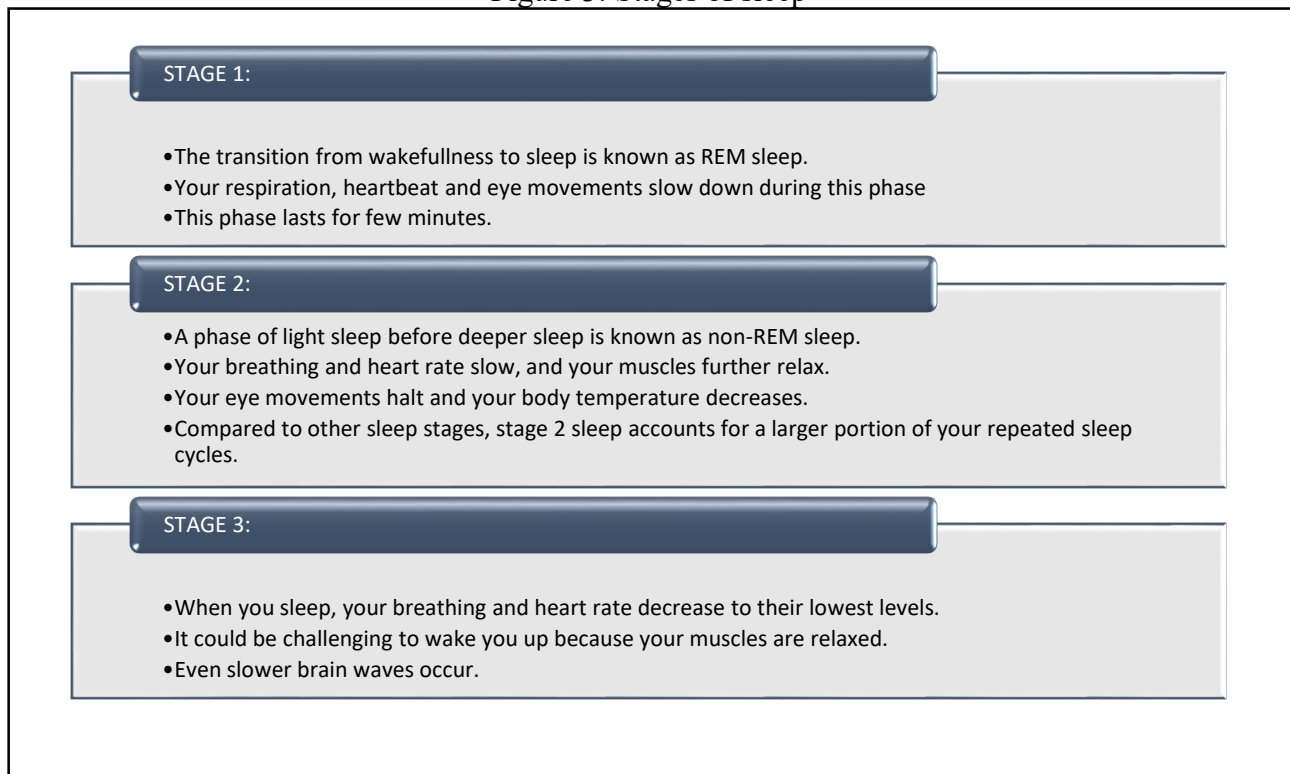 Figure 3: Stages of sleep
STAGE 1:
•The transition from wakefullness to sleep is known as REM sleep.
•Your respiration, heartbeat and eye movements slow down during this phase
•This phase lasts for few minutes.
STAGE 2:
•A phase of light sleep before deeper sleep is known as non-REM sleep.
•Your breathing and heart rate slow, and your muscles further relax.
•Your eye movements halt and your body temperature decreases.
•Compared to other sleep stages, stage 2 sleep accounts for a larger portion of your repeated sleep
cycles.
STAGE 3:
•When you sleep, your breathing and heart rate decrease to their lowest levels.
•It could be challenging to wake you up because your muscles are relaxed.
•Even slower brain waves occur.